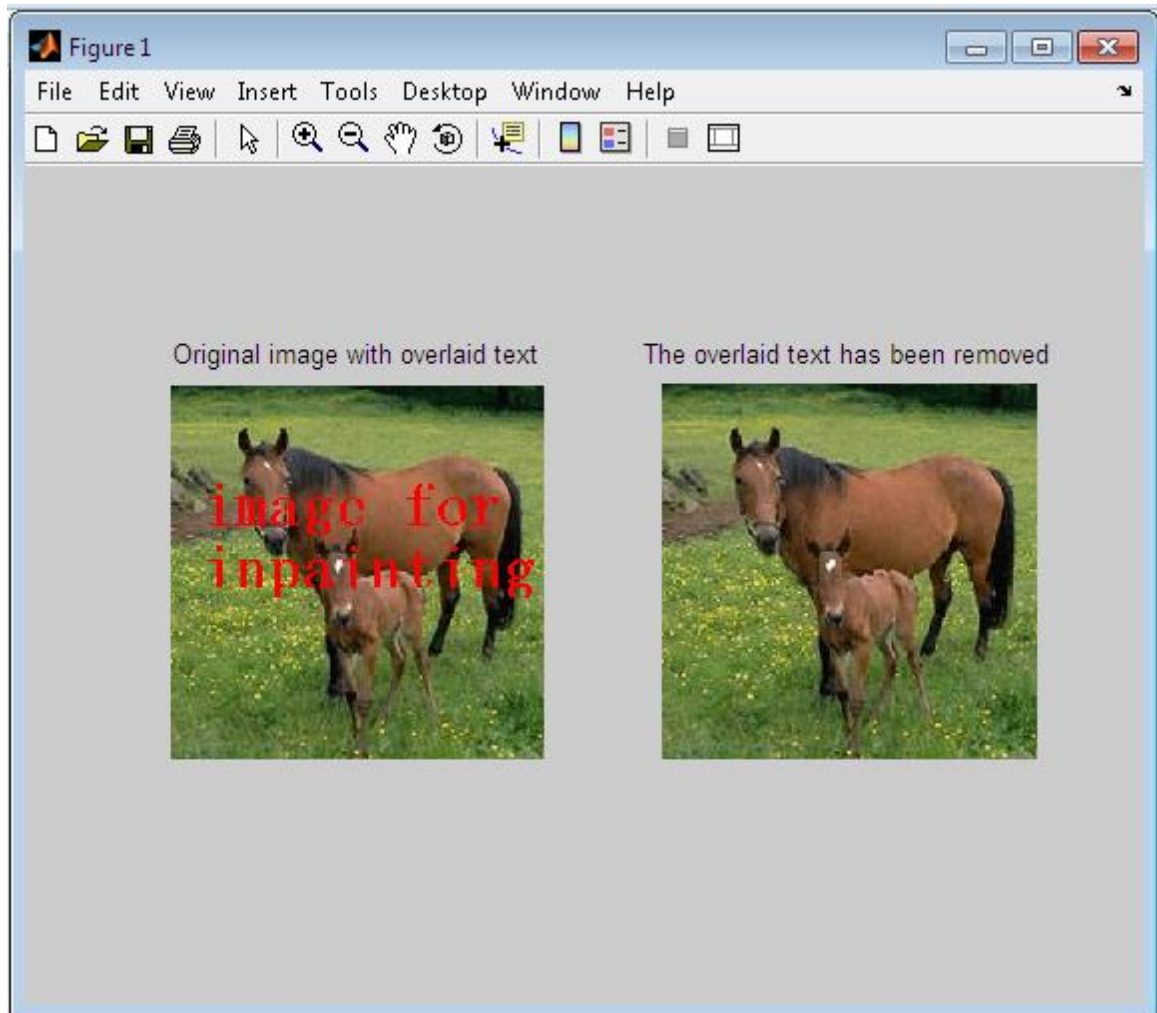 Figure 1
File Edit View Insert Tools Desktop Window Help
Original image with overlaid text
The overlaid text has been removed
image for
inpainting